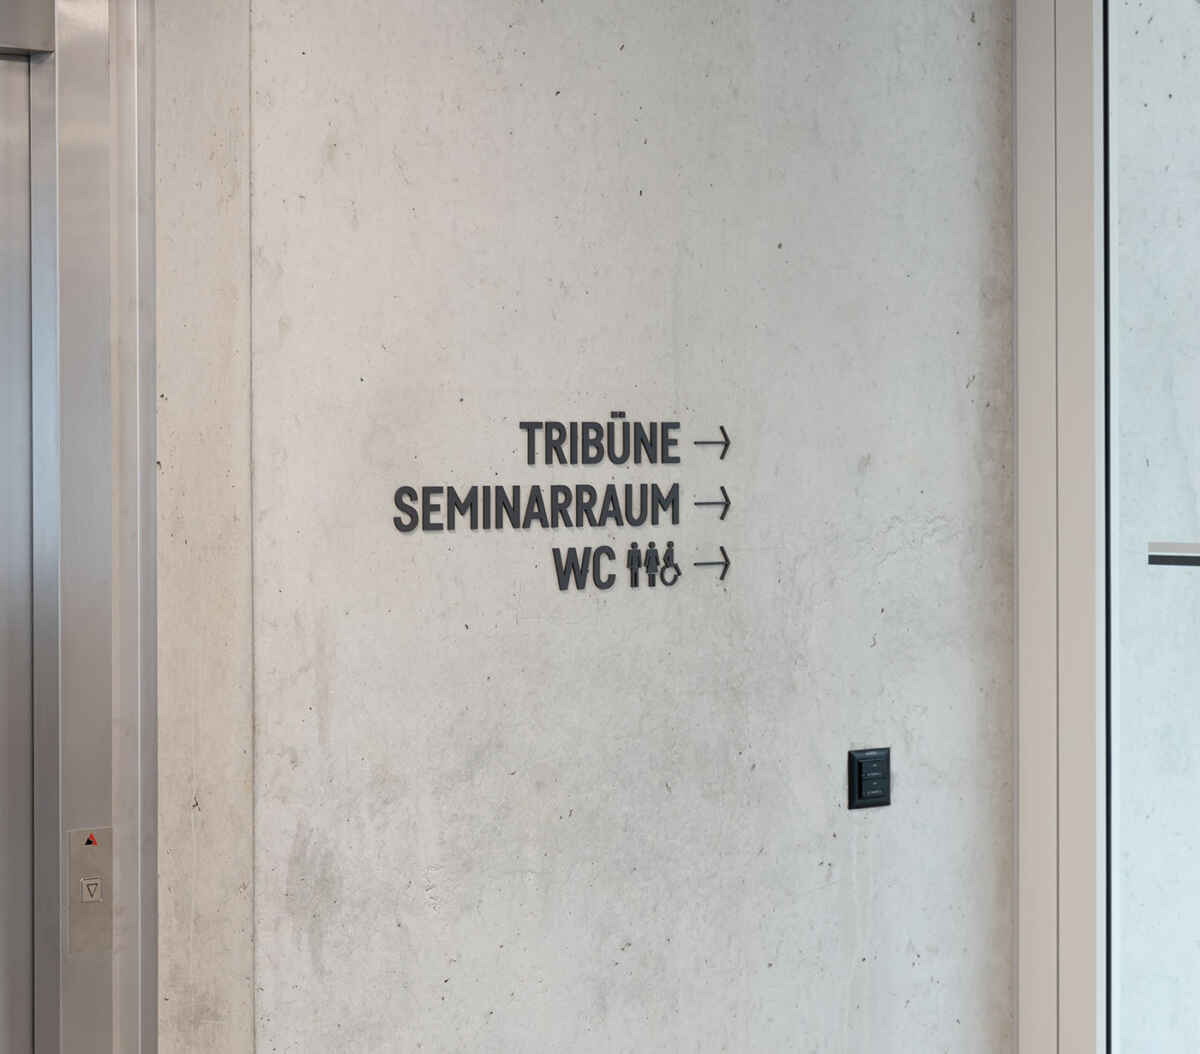 TRIBÜNE →
SEMINARRAUM →
WC →